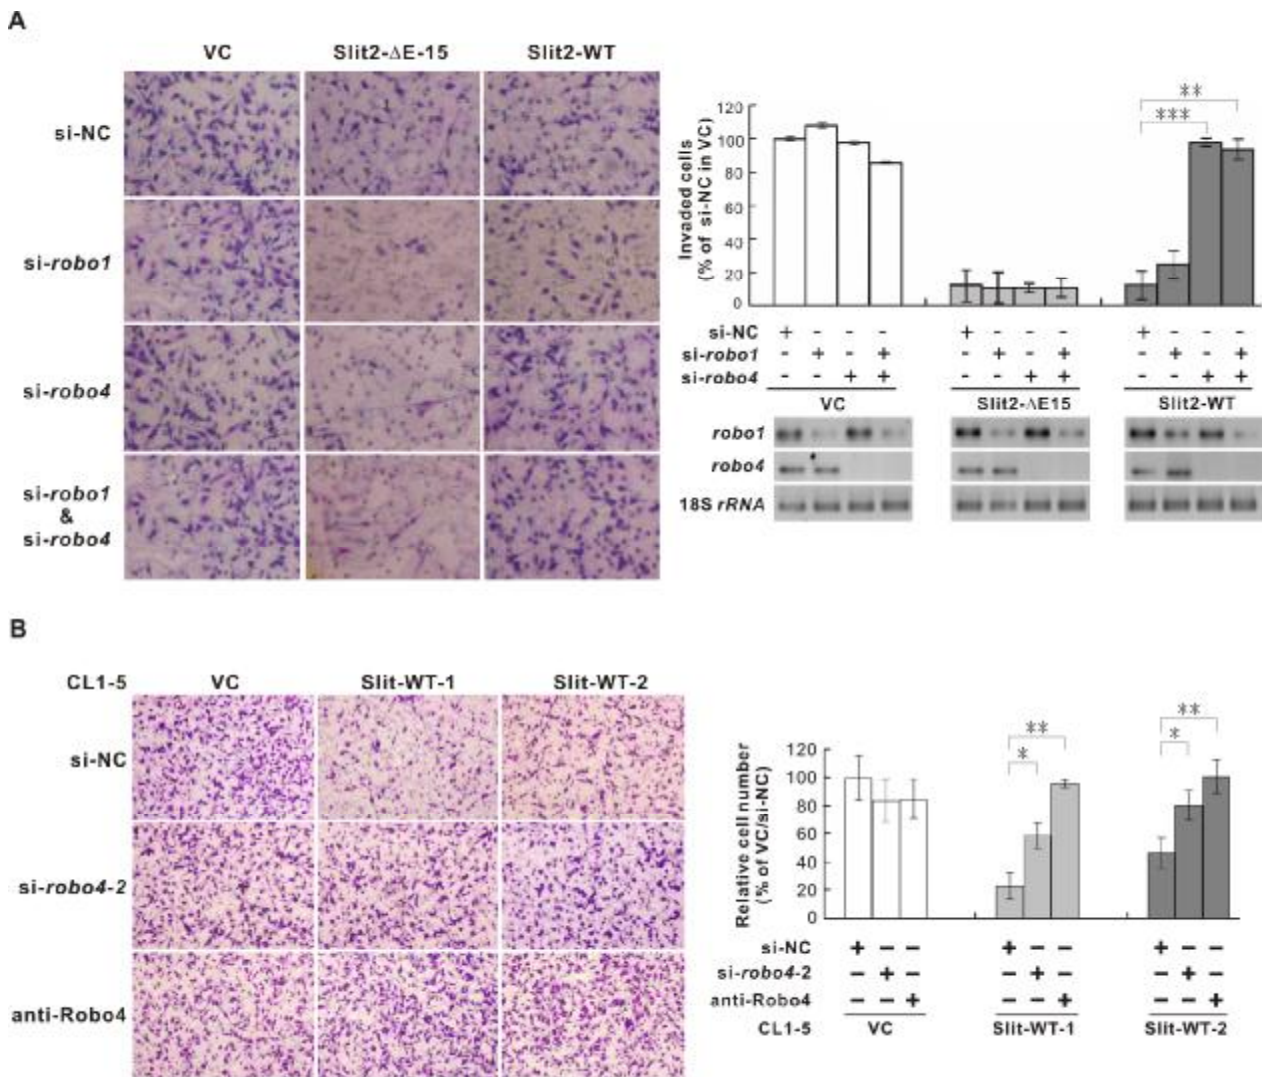 A
VC Slit2-ΔE-15 Slit2-WT
si-NC
si-robo1
si-robo4
si-robo1
&
si-robo4
Invaded cells
(% of si-NC in VC)
120
100
80
60
40
20
0
*** **
si-NC + - - - + - - - + - - -
si-robo1 - + - + - + - + - + - +
si-robo4 - - + + - - + + - - + +
VC Slit2-ΔE15 Slit2-WT
robo1
robo4
18S rRNA
B
CL1-5 VC Slit-WT-1 Slit-WT-2
si-NC
si-robo4-2
anti-Robo4
Relative cell number
(% of VC/si-NC)
120
100
80
60
40
20
0
* ** * **
si-NC + - - + - - + - -
si-robo4-2 - + - - + - - + -
anti-Robo4 - - + - - + - - +
CL1-5 VC Slit-WT-1 Slit-WT-2